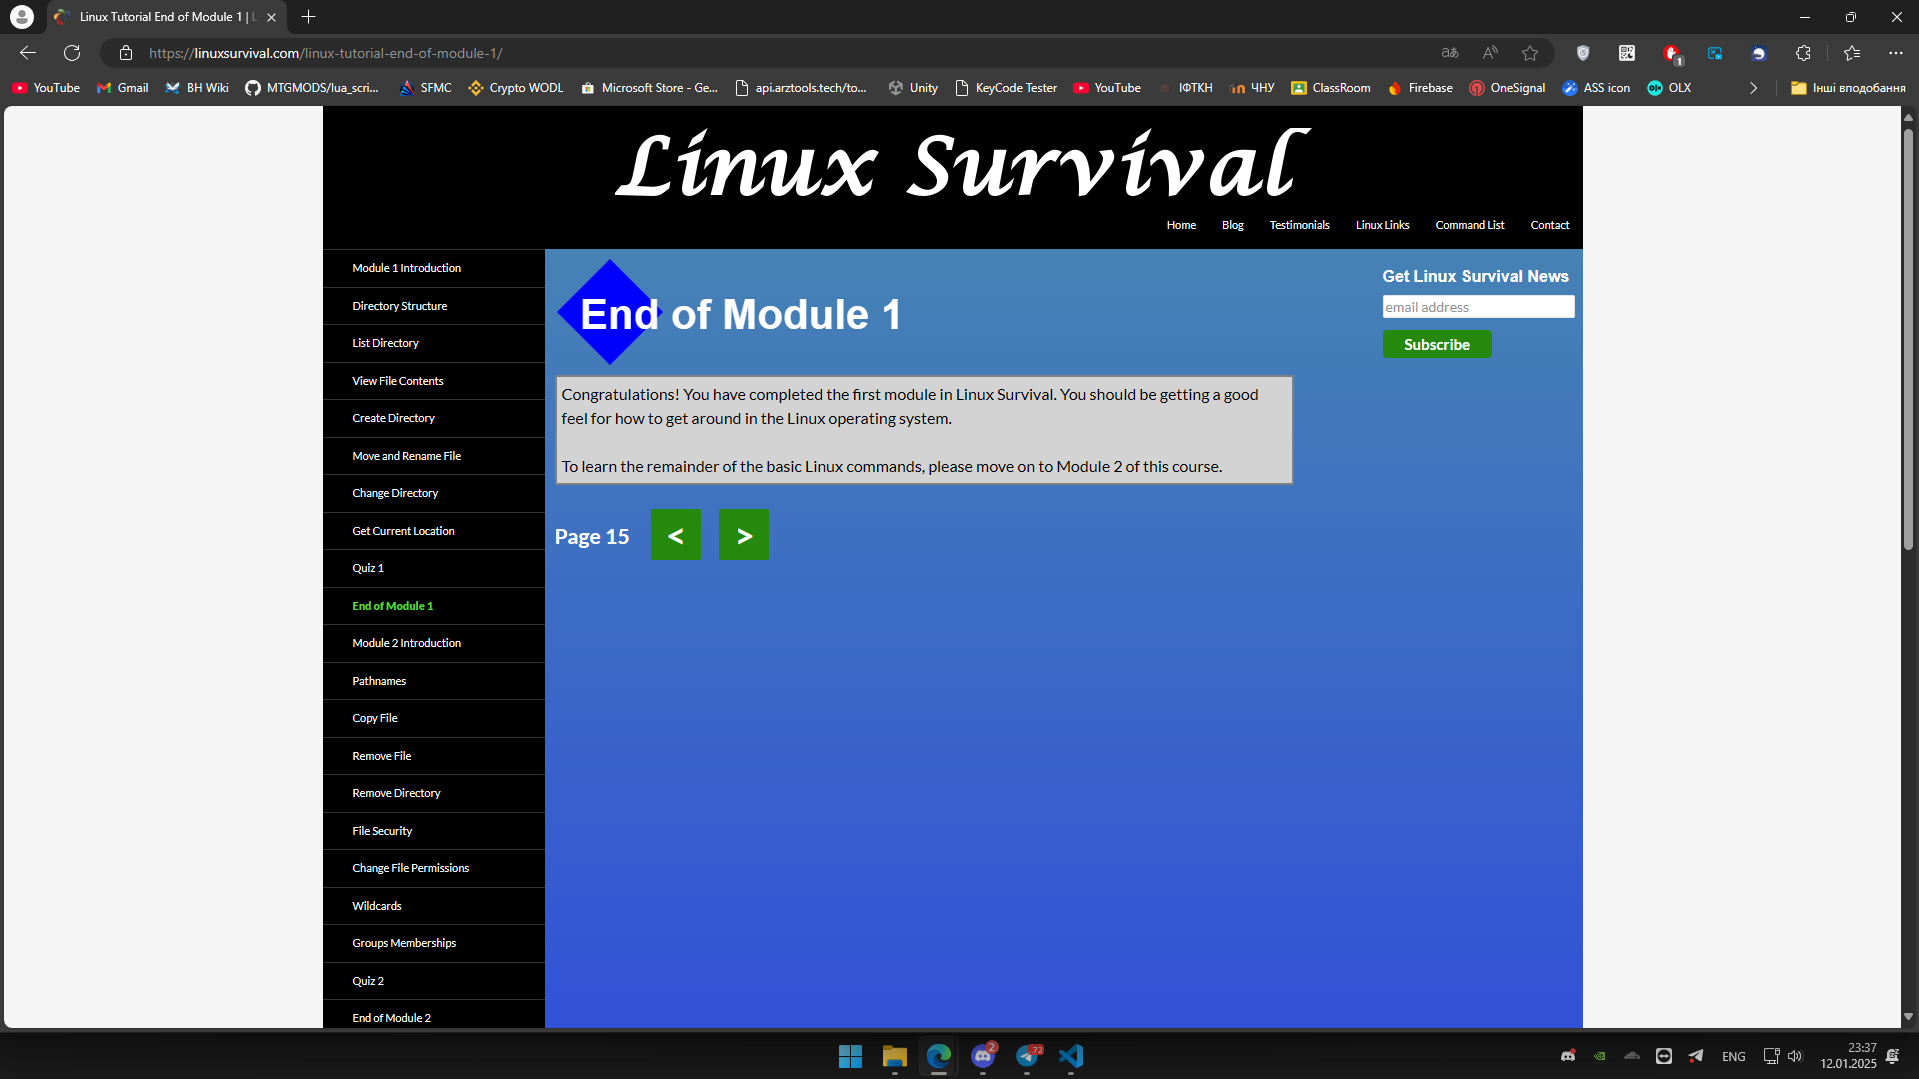 Linux Tutorial End of Module 1 | L
https://linuxsurvival.com/linux-tutorial-end-of-module-1/
1
YouTube
Gmail
BH Wiki
MTGMODS/lua_scri...
SFMC
Crypto WODL
Microsoft Store - Ge...
api.arztools.tech/to...
Unity
KeyCode Tester
YouTube
ІФТКН
ЧНУ
ClassRoom
Firebase
OneSignal
ASS icon
OLX
Інші вподобання
Linux Survival
Home
Blog
Testimonials
Linux Links
Command List
Contact
Module 1 Introduction
Directory Structure
List Directory
View File Contents
Create Directory
Move and Rename File
Change Directory
Get Current Location
Quiz 1
End of Module 1
Module 2 Introduction
Pathnames
Copy File
Remove File
Remove Directory
File Security
Change File Permissions
Wildcards
Groups Memberships
Quiz 2
End of Module 2
End of Module 1
Congratulations! You have completed the first module in Linux Survival. You should be getting a good
feel for how to get around in the Linux operating system.
To learn the remainder of the basic Linux commands, please move on to Module 2 of this course.
Page 15
<
>
Get Linux Survival News
email address
Subscribe
2
72
ENG
23:37
12.01.2025